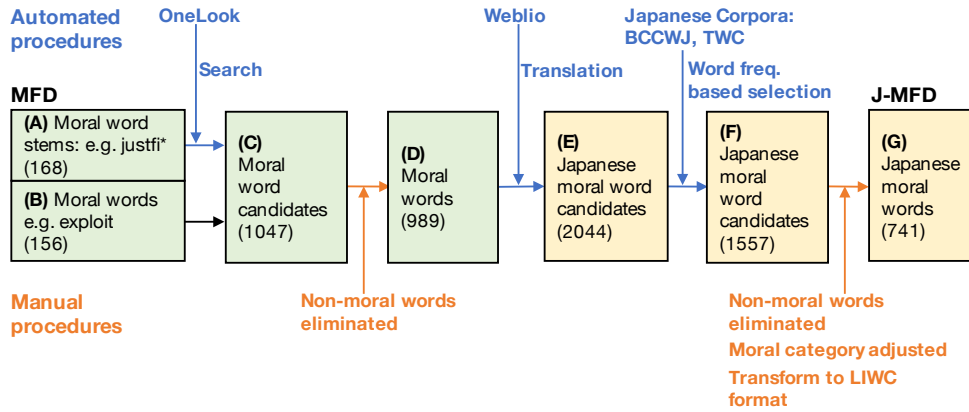 Automated
procedures
OneLook
Weblio
Japanese Corpora:
BCCWJ, TWC
Search
Translation
Word freq.
based selection
MFD
J-MFD
(A) Moral word
stems: e.g. justfi*
(168)
(B) Moral words
e.g. exploit
(156)
(C)
Moral
word
candidates
(1047)
(D)
Moral
words
(989)
(E)
Japanese
moral word
candidates
(2044)
(F)
Japanese
moral
word
candidates
(1557)
(G)
Japanese
moral
words
(741)
Manual
procedures
Non-moral words
eliminated
Non-moral words
eliminated
Moral category adjusted
Transform to LIWC
format